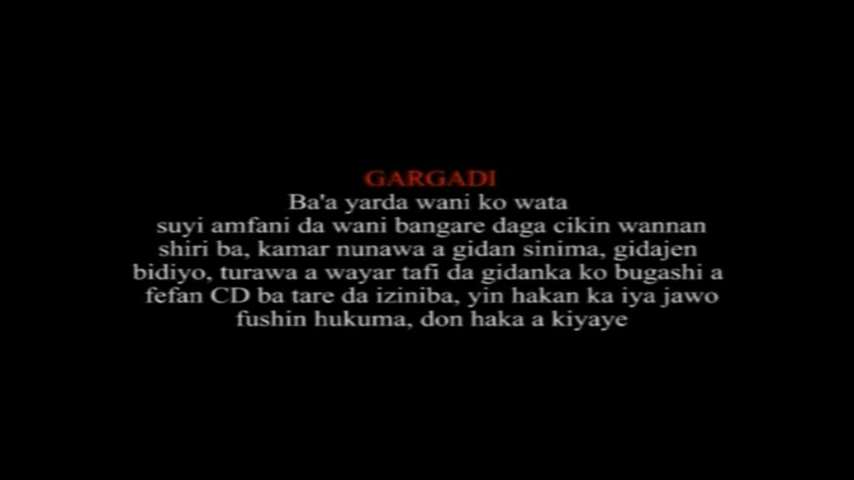 GARGADI
Ba'a yarda wani ko wata
suyi amfani da wani bangare daga cikin wannan
shiri ba, kamar nunawa a gidan sinima, gidajen
bidiyo, turawa a wayar tafi da gidanka ko bugashi a
fefan CD ba tare da iziniba, yin hakan ka iya jawo
fushin hukuma, don haka a kiyaye